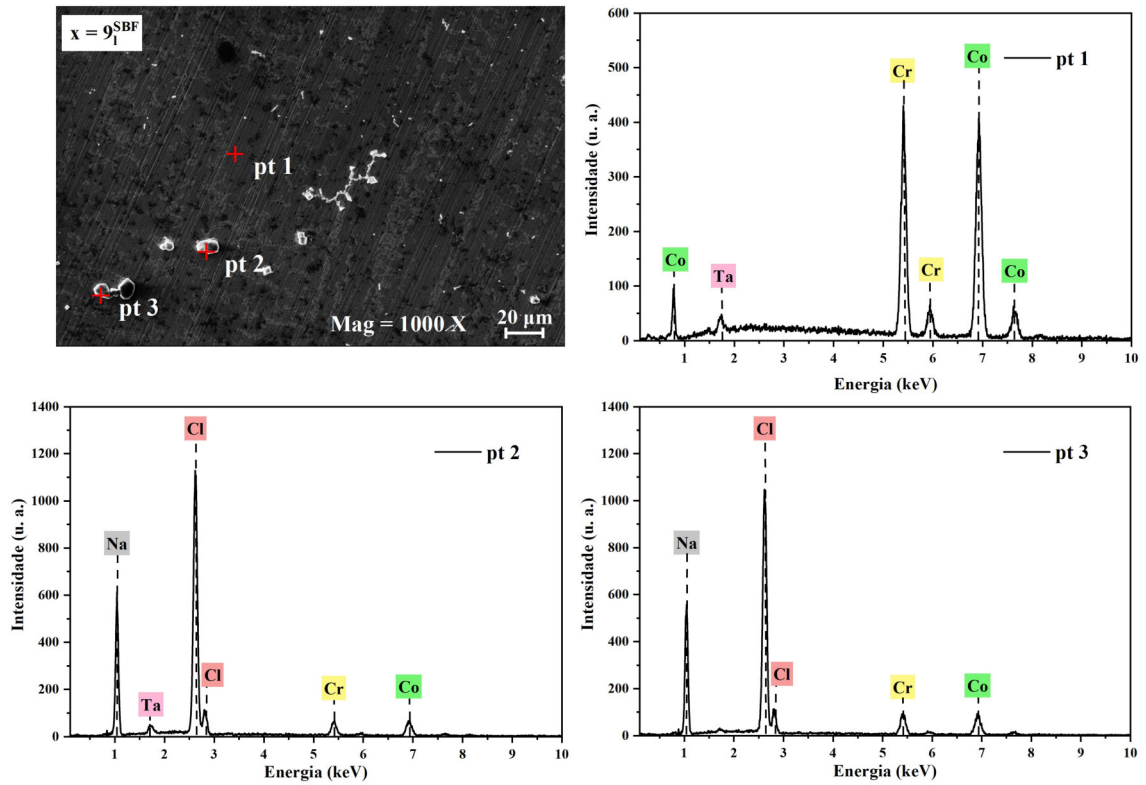 x = 9₁ˢᴮᶠ
pt 1
pt 2
pt 3
Mag = 1000 X
20 µm
600
500
400
300
200
100
0
Intensidade (u. a.)
Co
Ta
Cr
Cr
Co
Co
pt 1
1 2 3 4 5 6 7 8 9 10
Energia (keV)
1400
1200
1000
800
600
400
200
0
Intensidade (u. a.)
Na
Ta
Cl
Cl
Cr
Co
pt 2
1 2 3 4 5 6 7 8 9 10
Energia (keV)
1400
1200
1000
800
600
400
200
0
Intensidade (u. a.)
Na
Cl
Cl
Cr
Co
pt 3
1 2 3 4 5 6 7 8 9 10
Energia (keV)